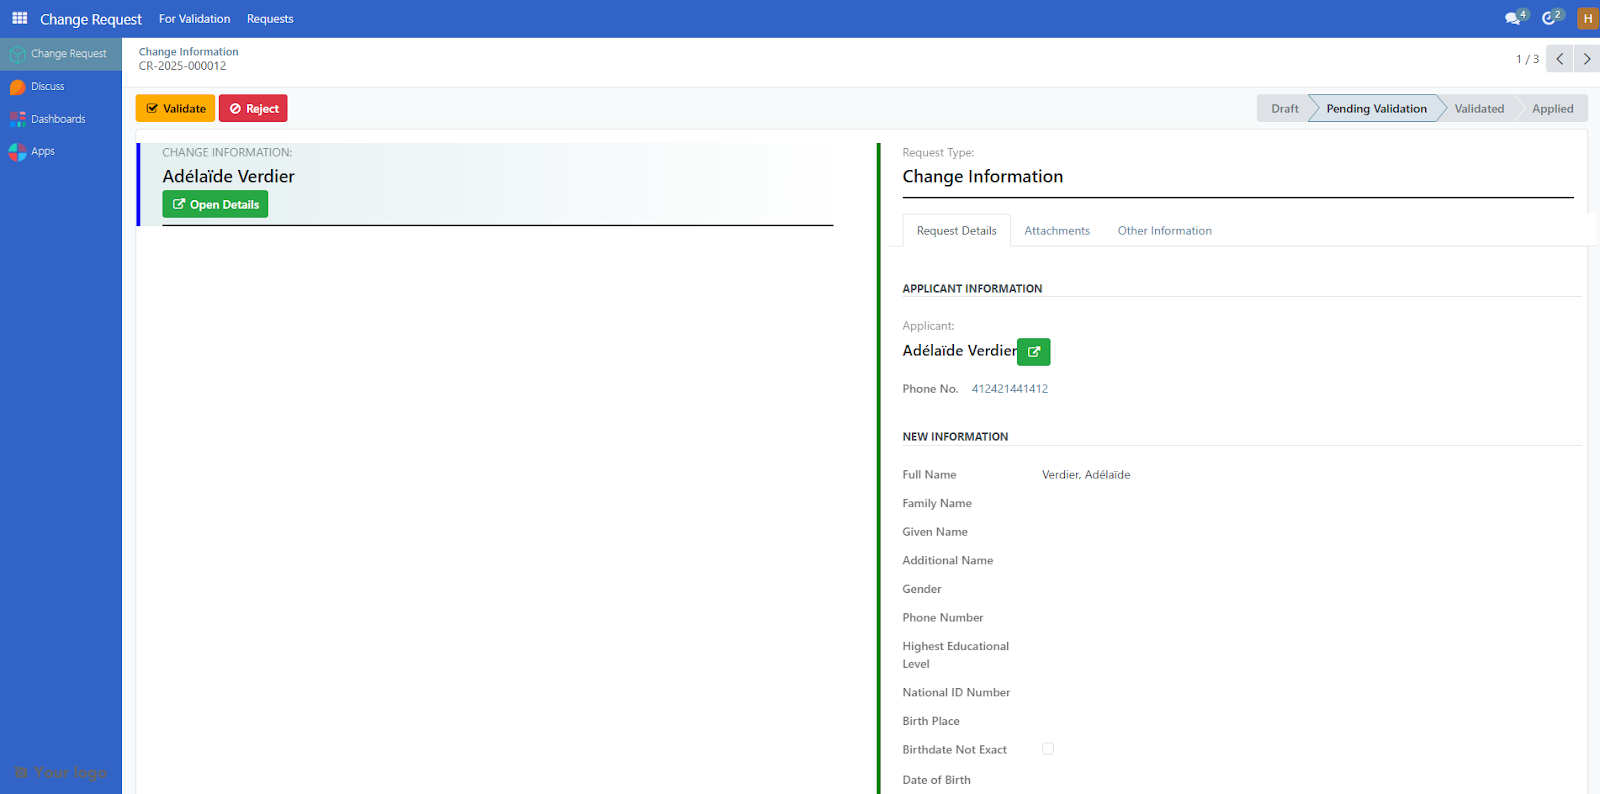 Change Request
For Validation
Requests
4
2
H
Change Request
Discuss
Dashboards
Apps
Your logo
Change Information
CR-2025-000012
1 / 3
Validate
Reject
Draft
Pending Validation
Validated
Applied
CHANGE INFORMATION:
Adélaïde Verdier
Open Details
Request Type:
Change Information
Request Details
Attachments
Other Information
APPLICANT INFORMATION
Applicant:
Adélaïde Verdier
Phone No. 412421441412
NEW INFORMATION
Full Name Verdier, Adélaïde
Family Name
Given Name
Additional Name
Gender
Phone Number
Highest Educational
Level
National ID Number
Birth Place
Birthdate Not Exact
Date of Birth